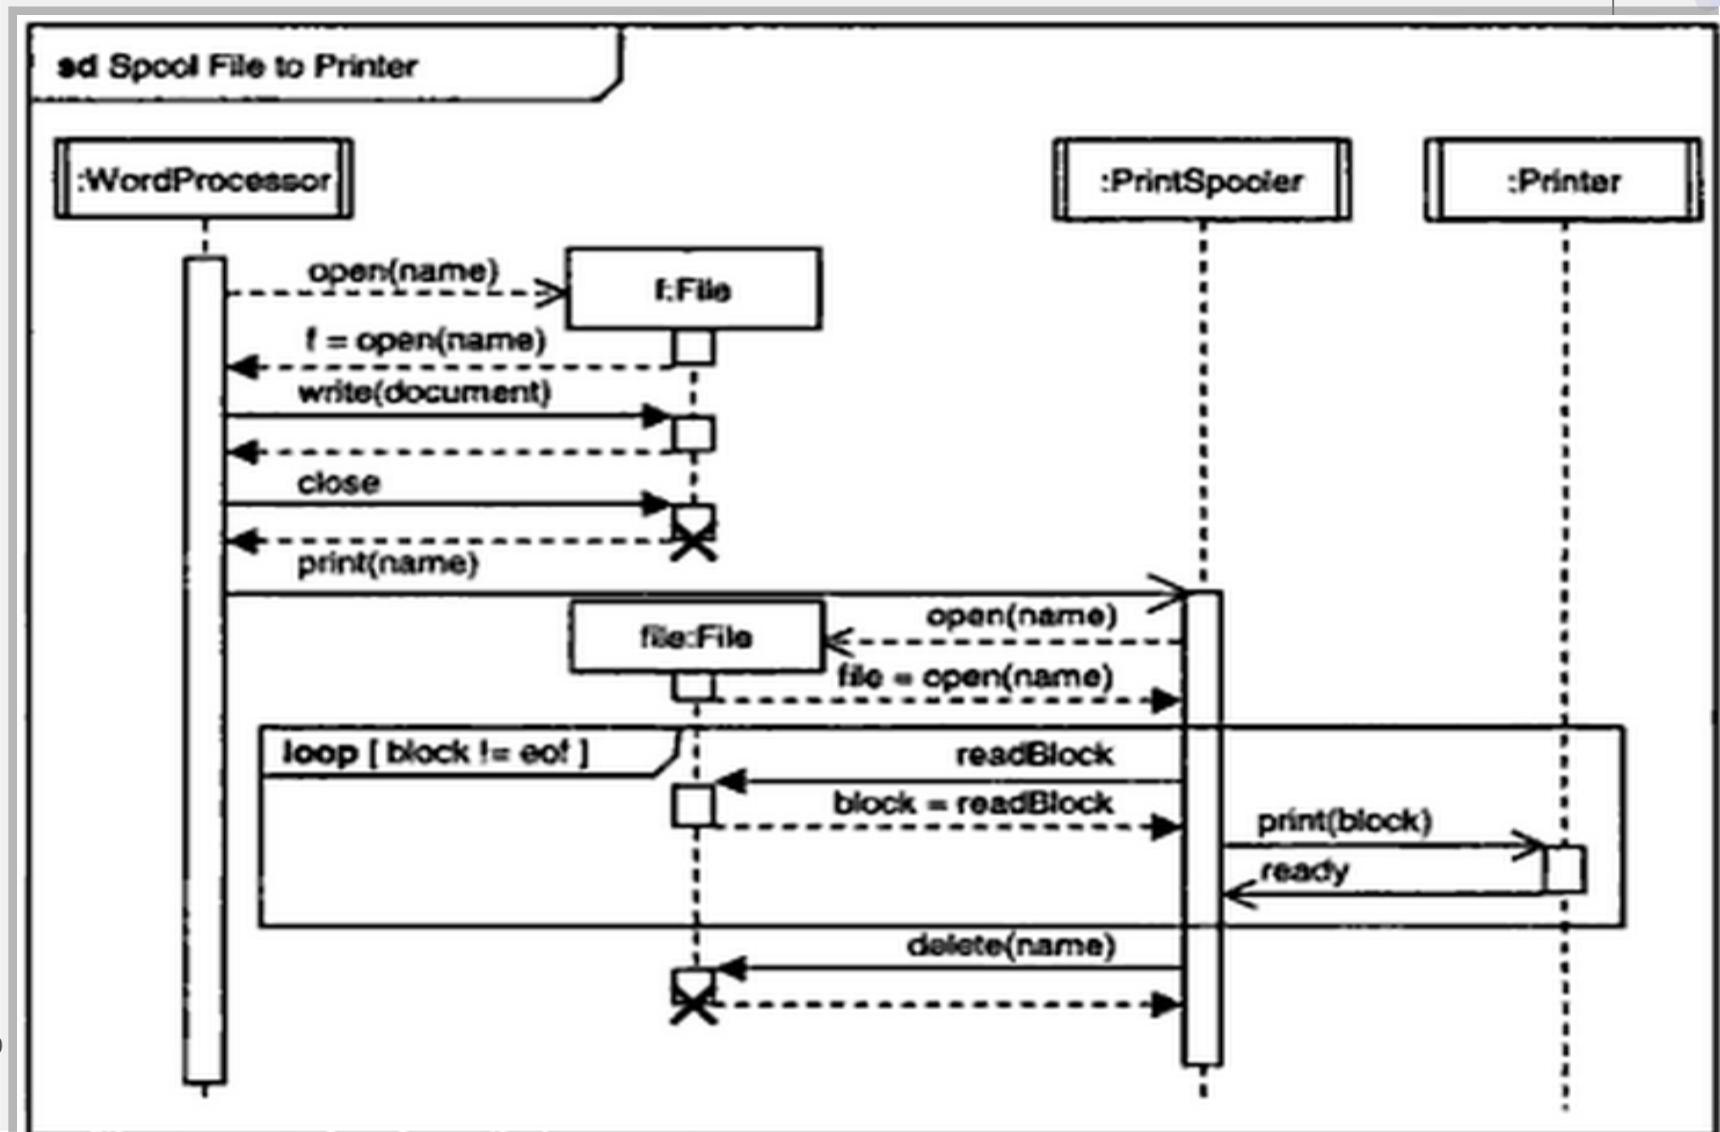 sd Spool File to Printer
:WordProcessor
:PrintSpooler
:Printer
open(name)
f:File
f = open(name)
write(document)
close
print(name)
open(name)
file:File
file = open(name)
loop [ block != eof ]
readBlock
block = readBlock
print(block)
ready
delete(name)